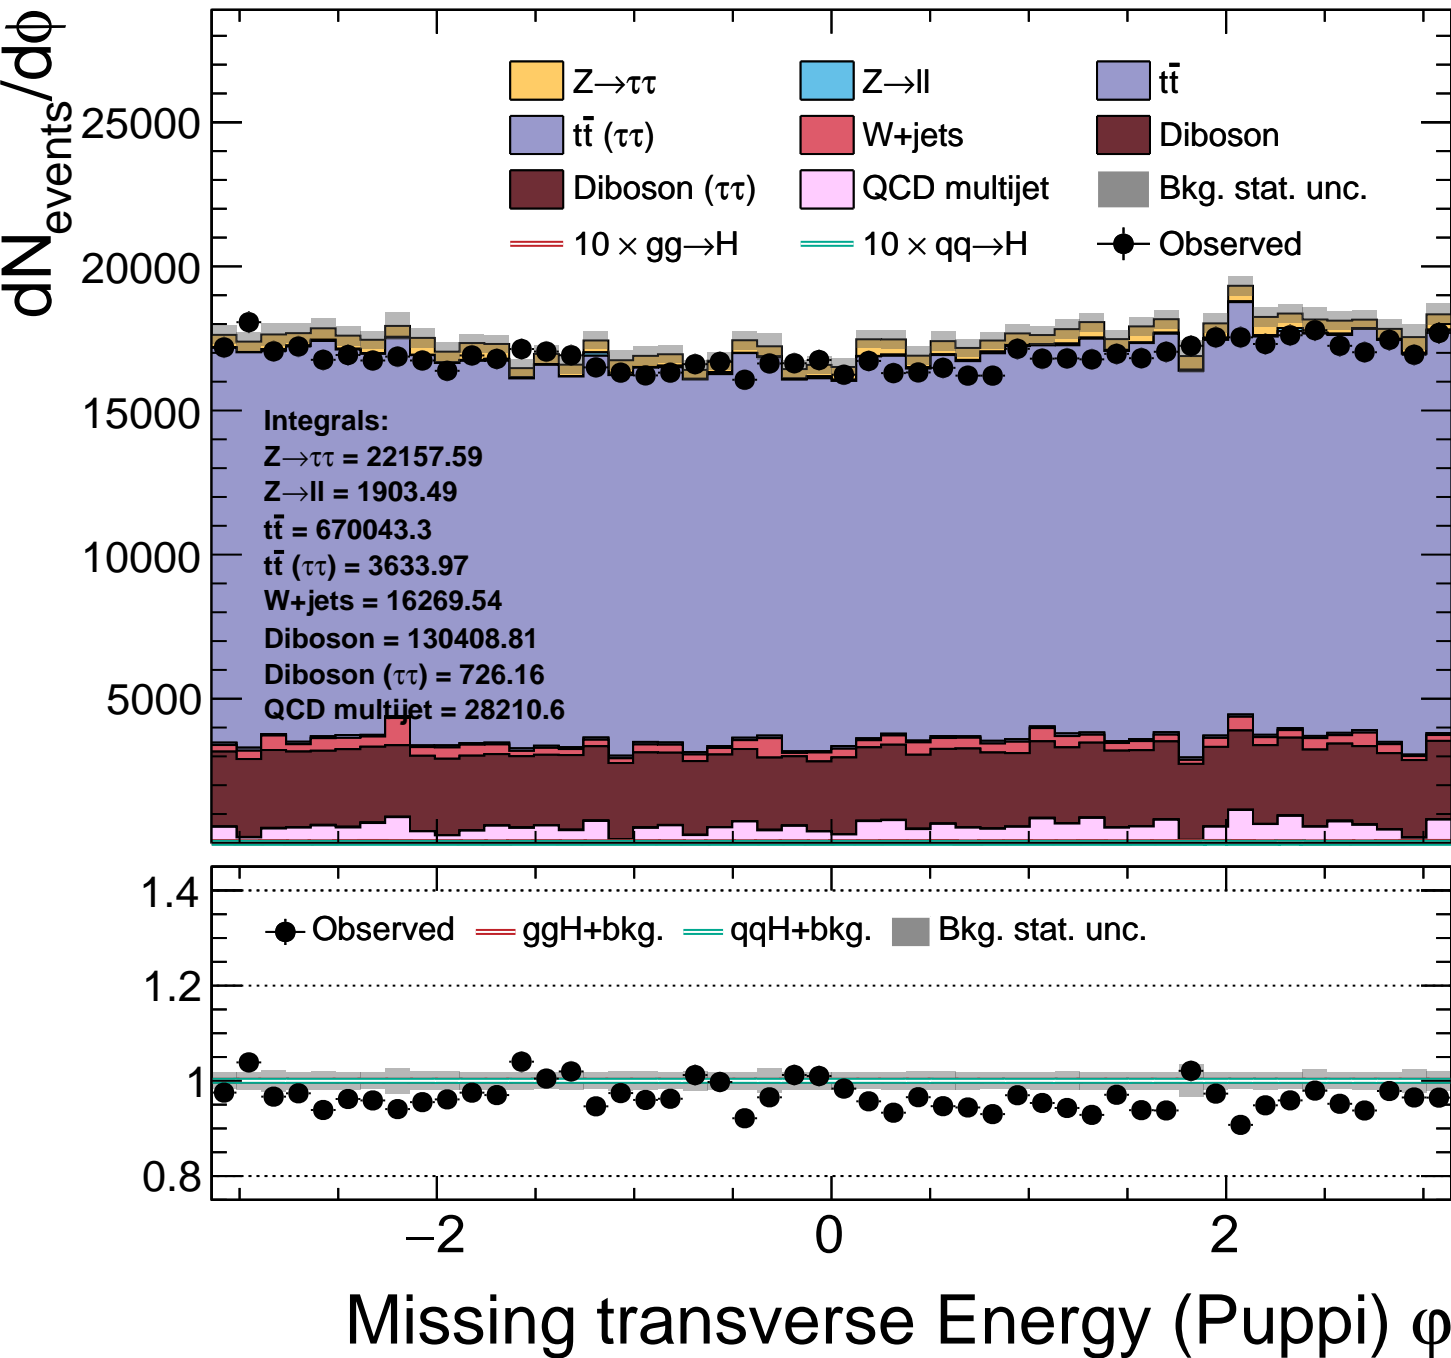 dN_events/dϕ
25000
20000
15000
10000
5000
Z→ττ Z→ll tt̄
tt̄ (ττ) W+jets Diboson
Diboson (ττ) QCD multijet Bkg. stat. unc.
10 × gg→H 10 × qq→H Observed
Integrals:
Z→ττ = 22157.59
Z→ll = 1903.49
tt̄ = 670043.3
tt̄ (ττ) = 3633.97
W+jets = 16269.54
Diboson = 130408.81
Diboson (ττ) = 726.16
QCD multijet = 28210.6
1.4
1.2
1
0.8
Observed ggH+bkg. qqH+bkg. Bkg. stat. unc.
−2 0 2
Missing transverse Energy (Puppi) φ